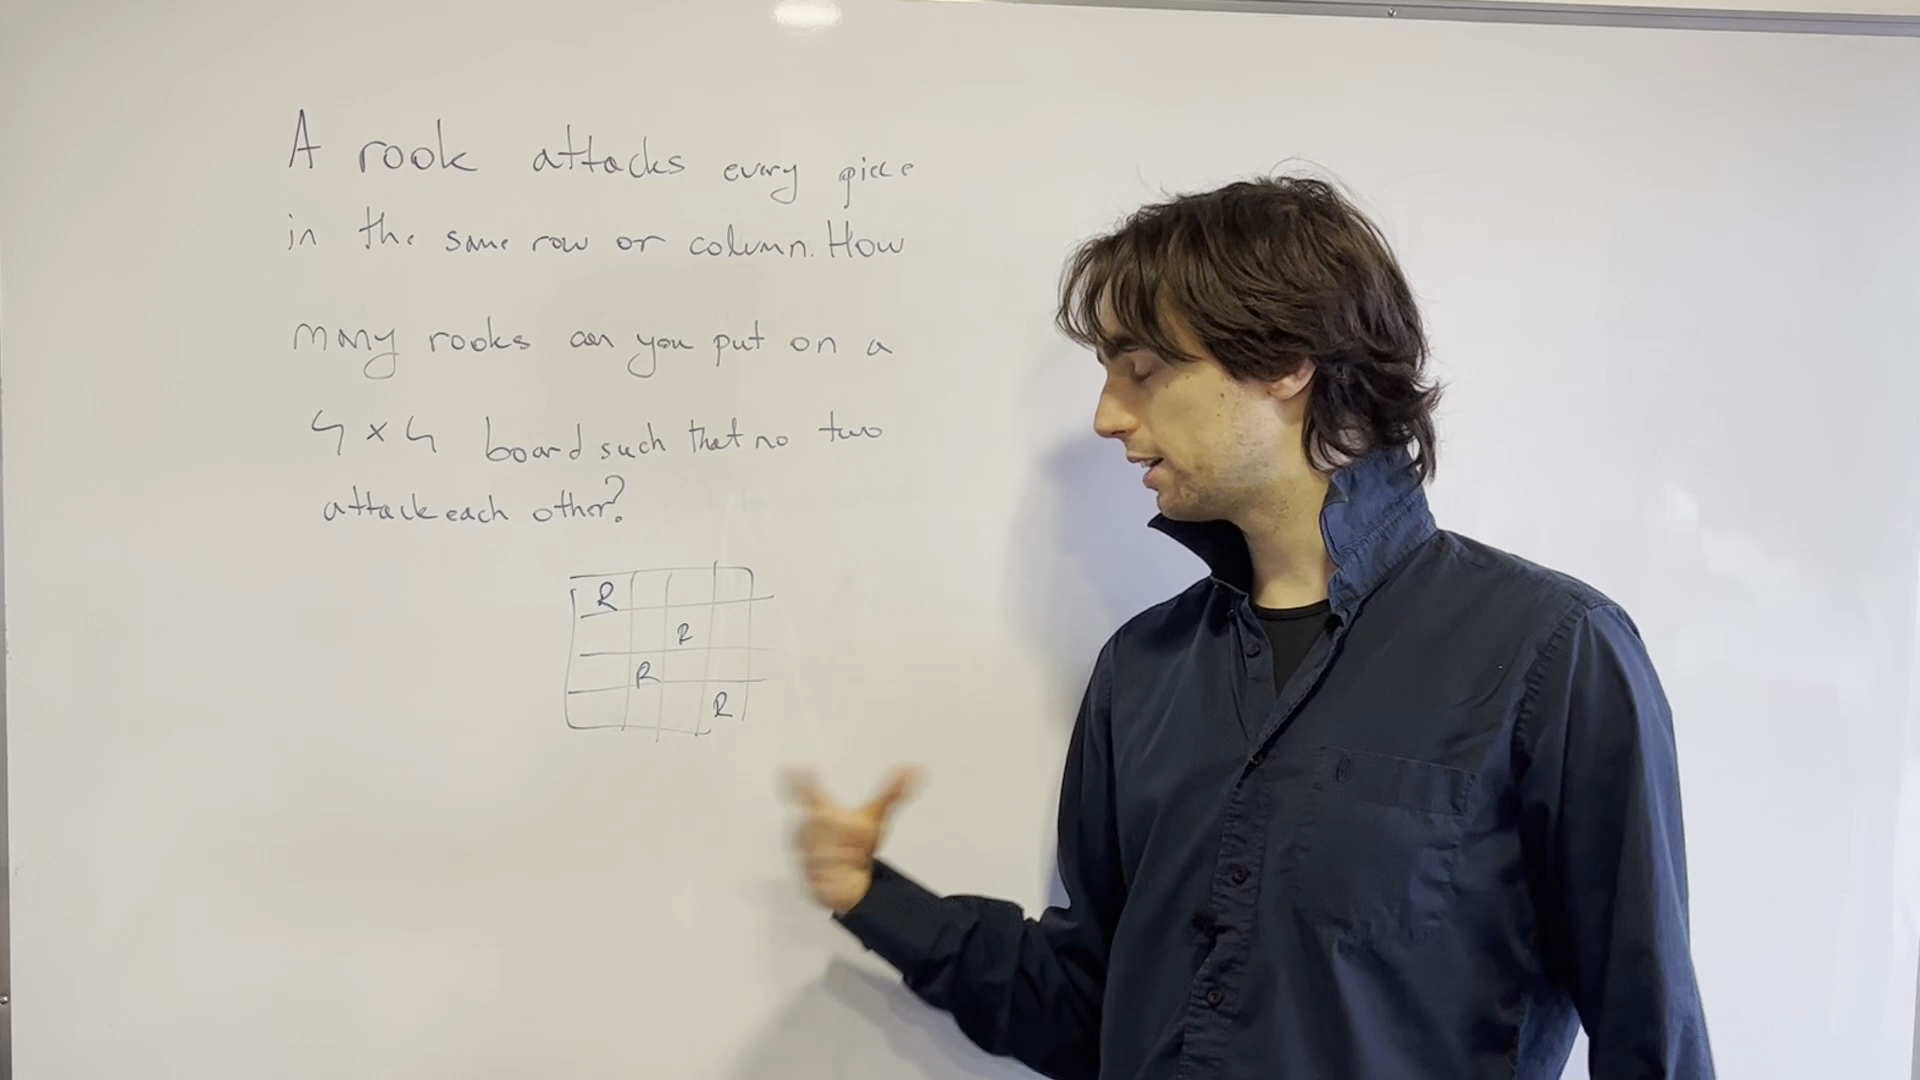 A rook attacks every piece
in the same row or column. How
many rooks can you put on a
4 x 4 board such that no two
attack each other?
R
R
R
R